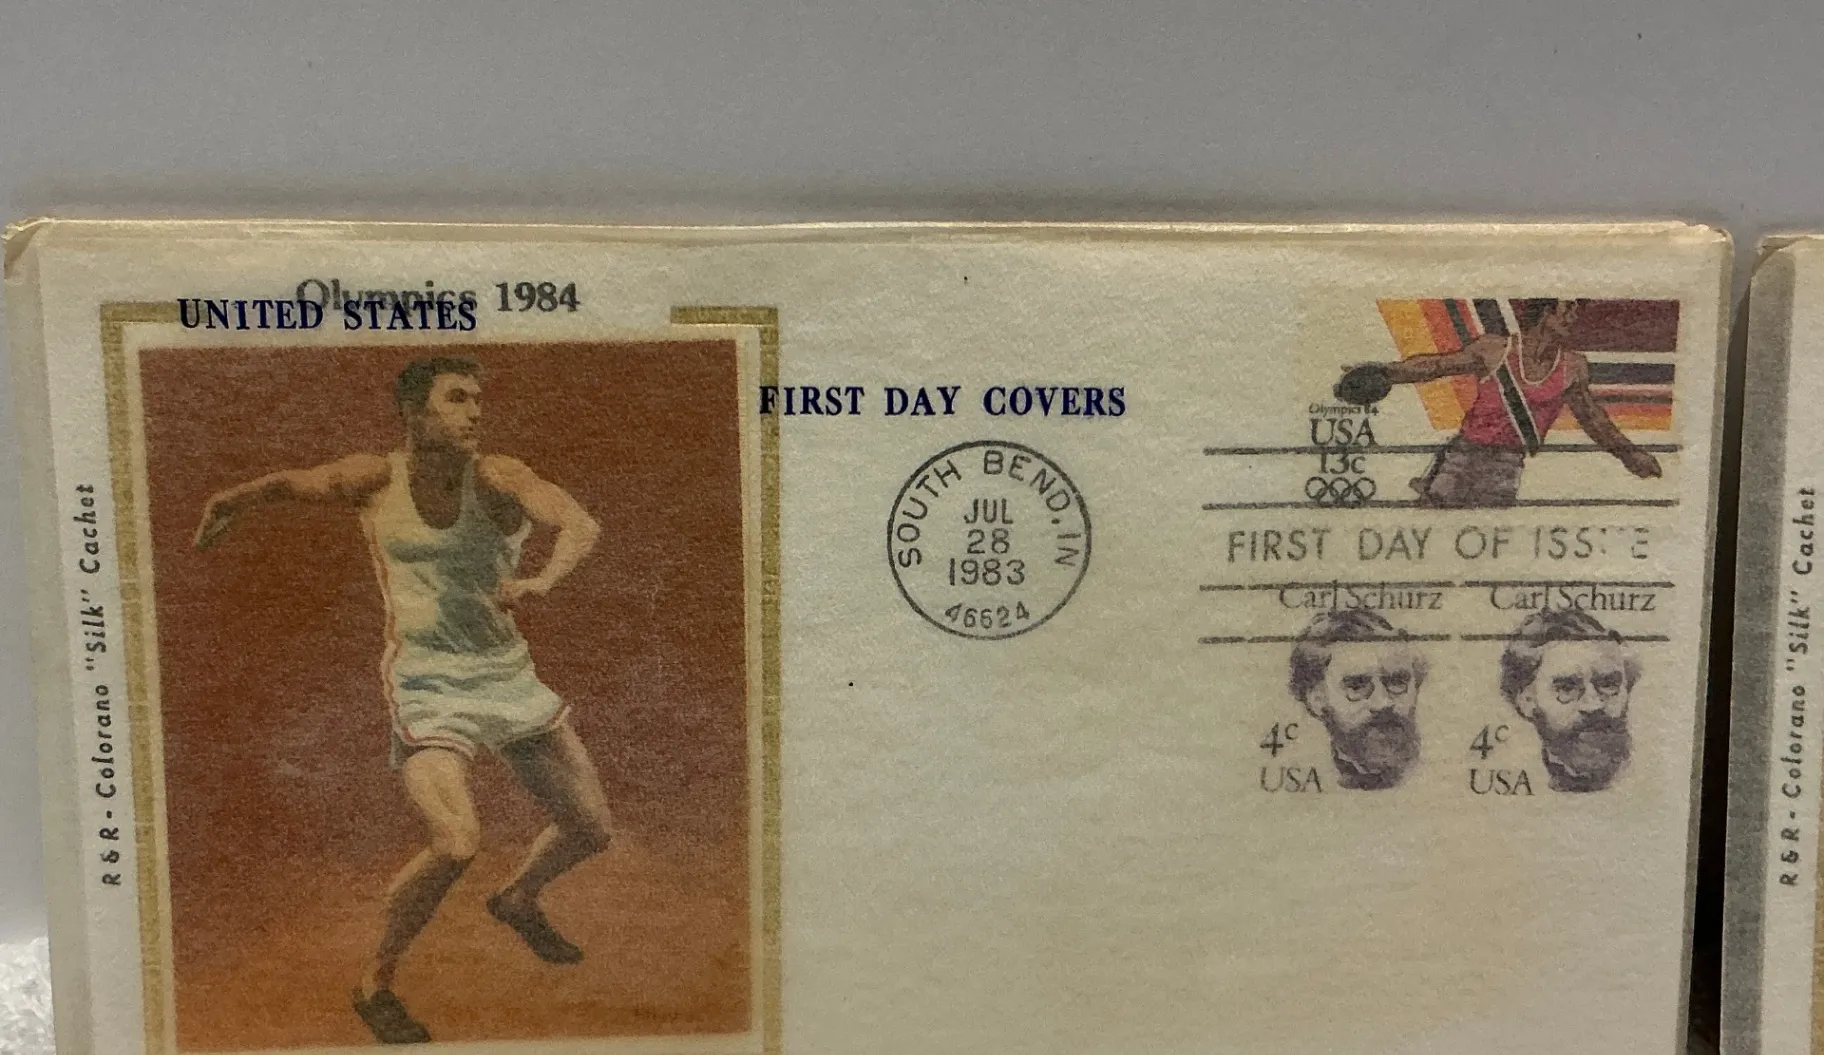 Olympics 1984
UNITED STATES
FIRST DAY COVERS
R & R - Colorano "Silk" Cachet
SOUTH BEND, IN
JUL
28
1983
46624
Olympics 84
USA
13c
FIRST DAY OF ISSUE
Carl Schurz
4c
USA
Carl Schurz
4c
USA
R & R - Colorano "Silk" Cachet